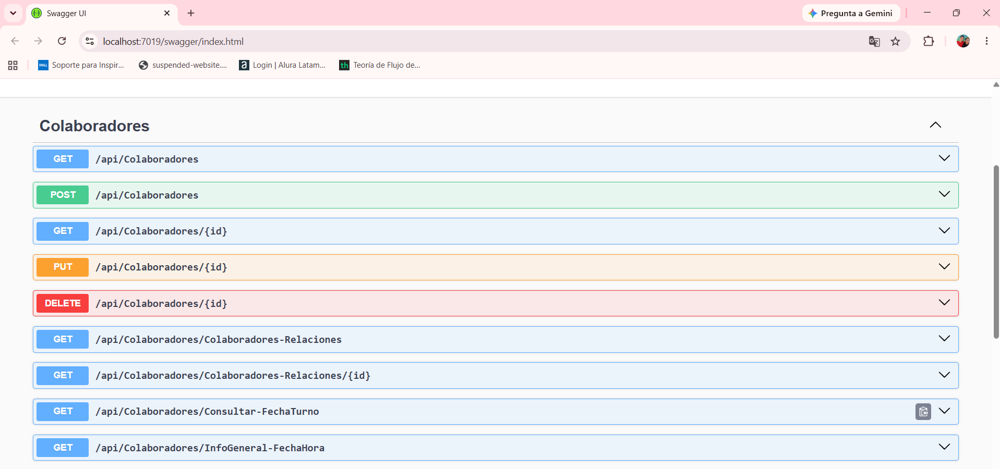 Swagger UI
Pregunta a Gemini
localhost:7019/swagger/index.html
DELL Soporte para Inspir...
suspended-website....
a Login | Alura Latam...
th Teoría de Flujo de...
Colaboradores
GET /api/Colaboradores
POST /api/Colaboradores
GET /api/Colaboradores/{id}
PUT /api/Colaboradores/{id}
DELETE /api/Colaboradores/{id}
GET /api/Colaboradores/Colaboradores-Relaciones
GET /api/Colaboradores/Colaboradores-Relaciones/{id}
GET /api/Colaboradores/Consultar-FechaTurno
GET /api/Colaboradores/InfoGeneral-FechaHora